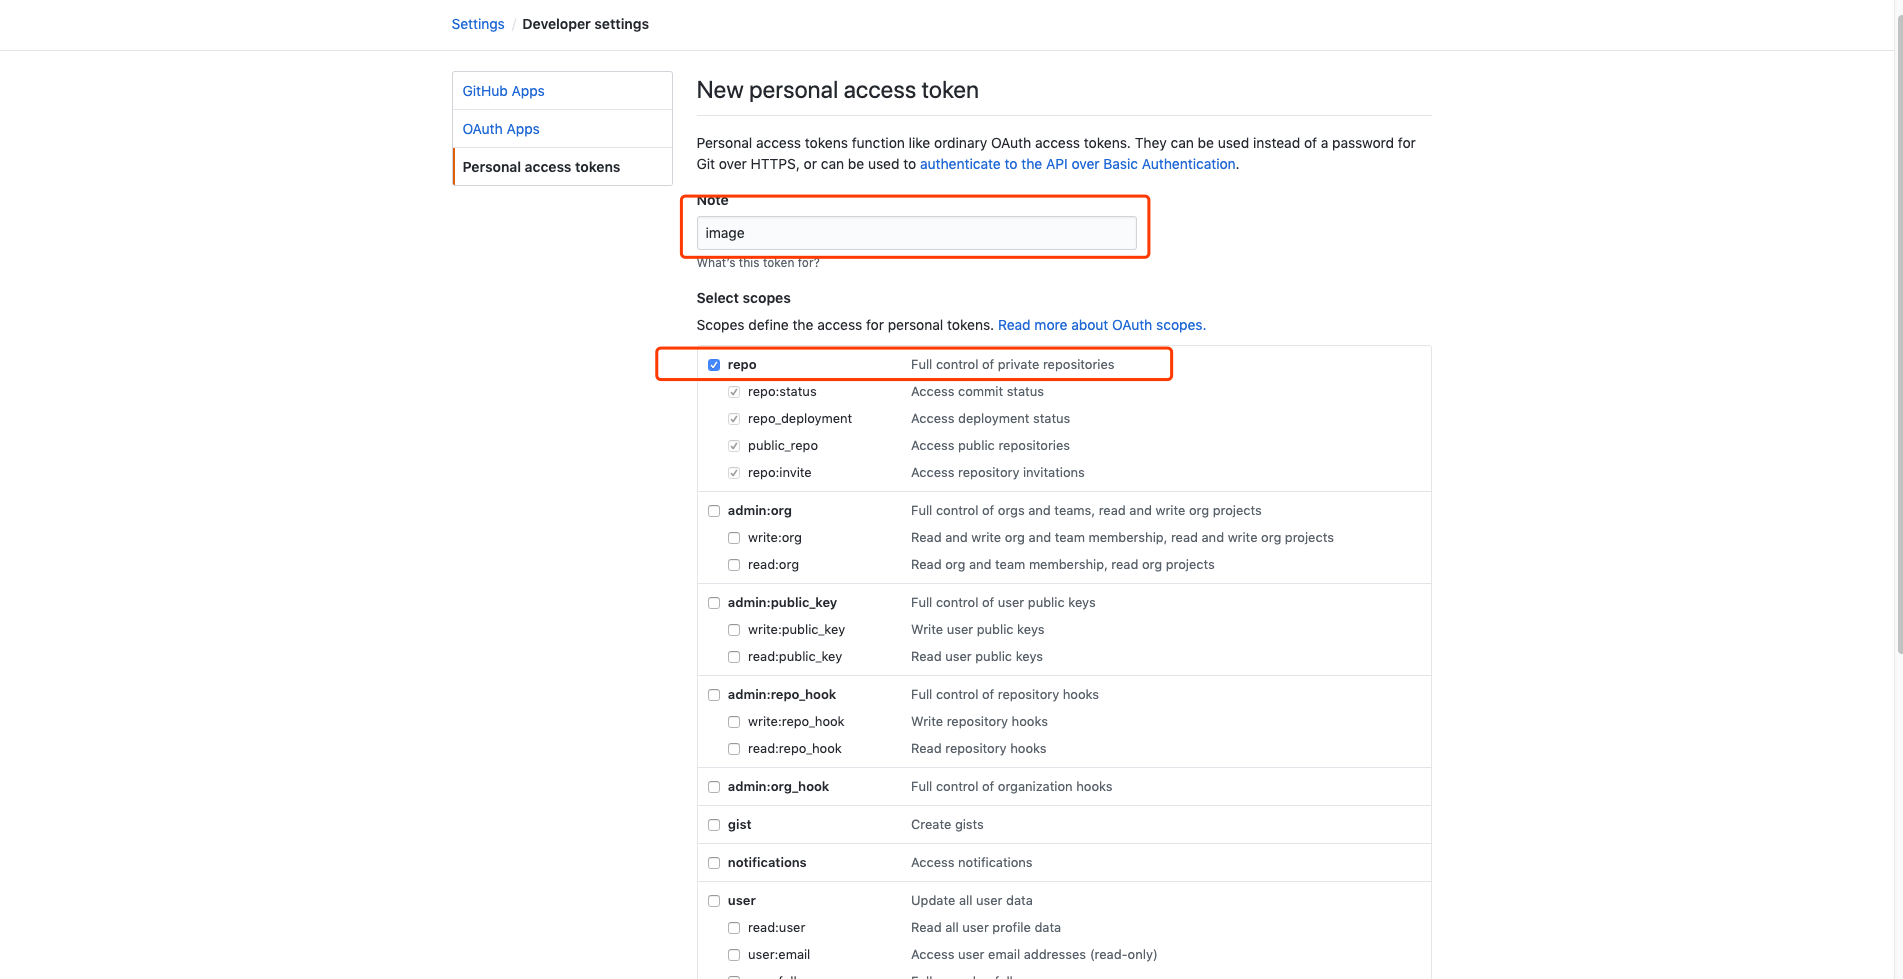 Settings / Developer settings
GitHub Apps
OAuth Apps
Personal access tokens
New personal access token
Personal access tokens function like ordinary OAuth access tokens. They can be used instead of a password for
Git over HTTPS, or can be used to authenticate to the API over Basic Authentication.
Note
image
What's this token for?
Select scopes
Scopes define the access for personal tokens. Read more about OAuth scopes.
repo Full control of private repositories
repo:status Access commit status
repo_deployment Access deployment status
public_repo Access public repositories
repo:invite Access repository invitations
admin:org Full control of orgs and teams, read and write org projects
write:org Read and write org and team membership, read and write org projects
read:org Read org and team membership, read org projects
admin:public_key Full control of user public keys
write:public_key Write user public keys
read:public_key Read user public keys
admin:repo_hook Full control of repository hooks
write:repo_hook Write repository hooks
read:repo_hook Read repository hooks
admin:org_hook Full control of organization hooks
gist Create gists
notifications Access notifications
user Update all user data
read:user Read all user profile data
user:email Access user email addresses (read-only)